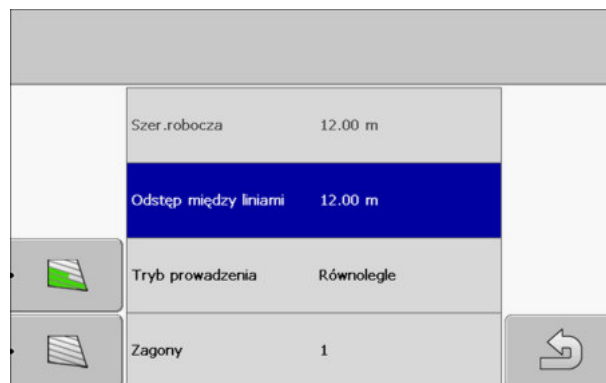 Szer.robocza 12.00 m
Odstęp między liniami 12.00 m
Tryb prowadzenia Równolegle
Zagony 1